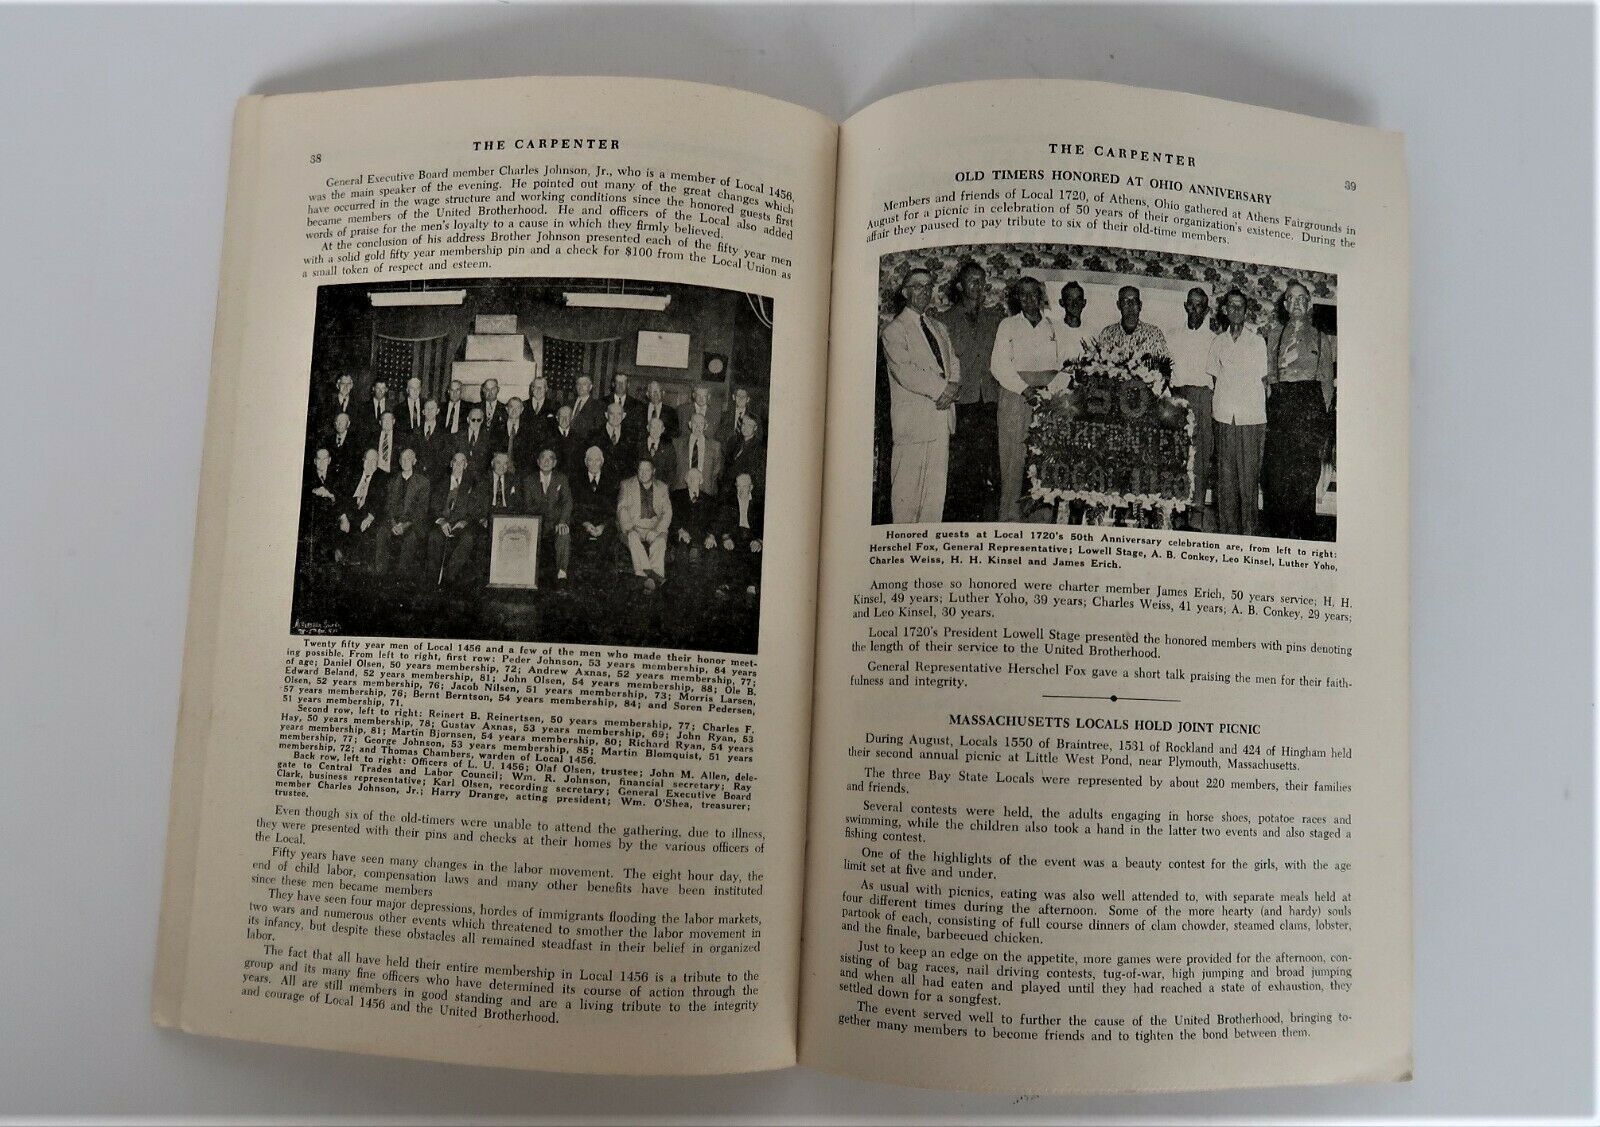 38
THE CARPENTER
General Executive Board member Charles Johnson, Jr., who is a member of Local 1456,
was the main speaker of the evening. He pointed out many of the great changes which
have occurred in the wage structure and working conditions since the honored guests first
became members of the United Brotherhood. He and officers of the Local also added
words of praise for the men's loyalty to a cause in which they firmly believed.
At the conclusion of his address Brother Johnson presented each of the fifty year men
with a solid gold fifty year membership pin and a check for $100 from the Local Union as
a small token of respect and esteem.
Twenty fifty year men of Local 1456 and a few of the men who made their honor meet-
ing possible. From left to right, first row: Peder Johnson, 53 years membership, 84 years
of age; Daniel Olsen, 50 years membership, 72; Andrew Axnas, 52 years membership, 77;
Edward Beland, 52 years membership, 81; John Olsen, 54 years membership, 88; Ole B.
Olsen, 52 years membership, 76; Jacob Nilsen, 51 years membership, 73; Morris Larsen,
57 years membership, 76; Bernt Berntson, 54 years membership, 84; and Soren Pedersen,
51 years membership, 71.
Second row, left to right: Reinert B. Reinertsen, 50 years membership, 77; Charles F.
Hay, 50 years membership, 78; Gustav Axnas, 53 years membership, 69; John Ryan, 53
years membership, 81; Martin Bjornsen, 54 years membership, 80; Richard Ryan, 54 years
membership, 77; George Johnson, 53 years membership, 85; Martin Blomquist, 51 years
membership, 72; and Thomas Chambers, warden of Local 1456.
Back row, left to right: Officers of L. U. 1456; Olaf Olsen, trustee; John M. Allen, dele-
gate to Central Trades and Labor Council; Wm. R. Johnson, financial secretary; Ray
Clark, business representative; Karl Olsen, recording secretary; General Executive Board
member Charles Johnson, Jr.; Harry Drange, acting president; Wm. O'Shea, treasurer;
trustee.
Even though six of the old-timers were unable to attend the gathering, due to illness,
they were presented with their pins and checks at their homes by the various officers of
the Local.
Fifty years have seen many changes in the labor movement. The eight hour day, the
end of child labor, compensation laws and many other benefits have been instituted
since these men became members
They have seen four major depressions, hordes of immigrants flooding the labor markets,
two wars and numerous other events which threatened to smother the labor movement in
its infancy, but despite these obstacles all remained steadfast in their belief in organized
labor.
The fact that all have held their entire membership in Local 1456 is a tribute to the
group and its many fine officers who have determined its course of action through the
years. All are still members in good standing and are a living tribute to the integrity
and courage of Local 1456 and the United Brotherhood.
THE CARPENTER
39
OLD TIMERS HONORED AT OHIO ANNIVERSARY
Members and friends of Local 1720, of Athens, Ohio gathered at Athens Fairgrounds in
August for a picnic in celebration of 50 years of their organization's existence. During the
affair they paused to pay tribute to six of their old-time members.
50
Honored guests at Local 1720's 50th Anniversary celebration are, from left to right:
Herschel Fox, General Representative; Lowell Stage, A. B. Conkey, Leo Kinsel, Luther Yoho,
Charles Weiss, H. H. Kinsel and James Erich.
Among those so honored were charter member James Erich, 50 years service; H. H.
Kinsel, 49 years; Luther Yoho, 39 years; Charles Weiss, 41 years; A. B. Conkey, 29 years;
and Leo Kinsel, 30 years.
Local 1720's President Lowell Stage presented the honored members with pins denoting
the length of their service to the United Brotherhood.
General Representative Herschel Fox gave a short talk praising the men for their faith-
fulness and integrity.
MASSACHUSETTS LOCALS HOLD JOINT PICNIC
During August, Locals 1550 of Braintree, 1531 of Rockland and 424 of Hingham held
their second annual picnic at Little West Pond, near Plymouth, Massachusetts.
The three Bay State Locals were represented by about 220 members, their families
and friends.
Several contests were held, the adults engaging in horse shoes, potatoe races and
swimming, while the children also took a hand in the latter two events and also staged a
fishing contest.
One of the highlights of the event was a beauty contest for the girls, with the age
limit set at five and under.
As usual with picnics, eating was also well attended to, with separate meals held at
four different times during the afternoon. Some of the more hearty (and hardy) souls
partook of each, consisting of full course dinners of clam chowder, steamed clams, lobster,
and the finale, barbecued chicken.
Just to keep an edge on the appetite, more games were provided for the afternoon, con-
sisting of bag races, nail driving contests, tug-of-war, high jumping and broad jumping
and when all had eaten and played until they had reached a state of exhaustion, they
settled down for a songfest.
The event served well to further the cause of the United Brotherhood, bringing to-
gether many members to become friends and to tighten the bond between them.